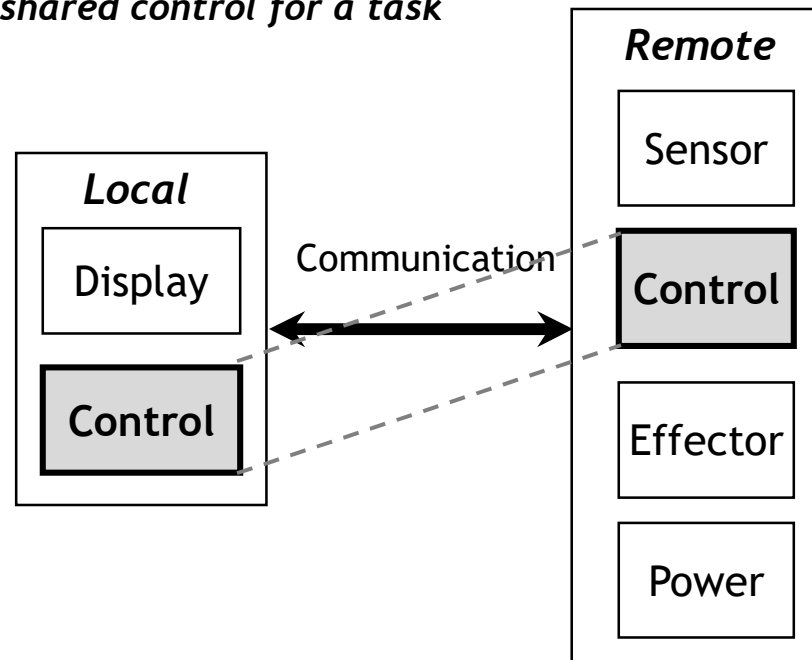 shared control for a task
Remote
Sensor
Local
Display
Communication
Control
Control
Effector
Power